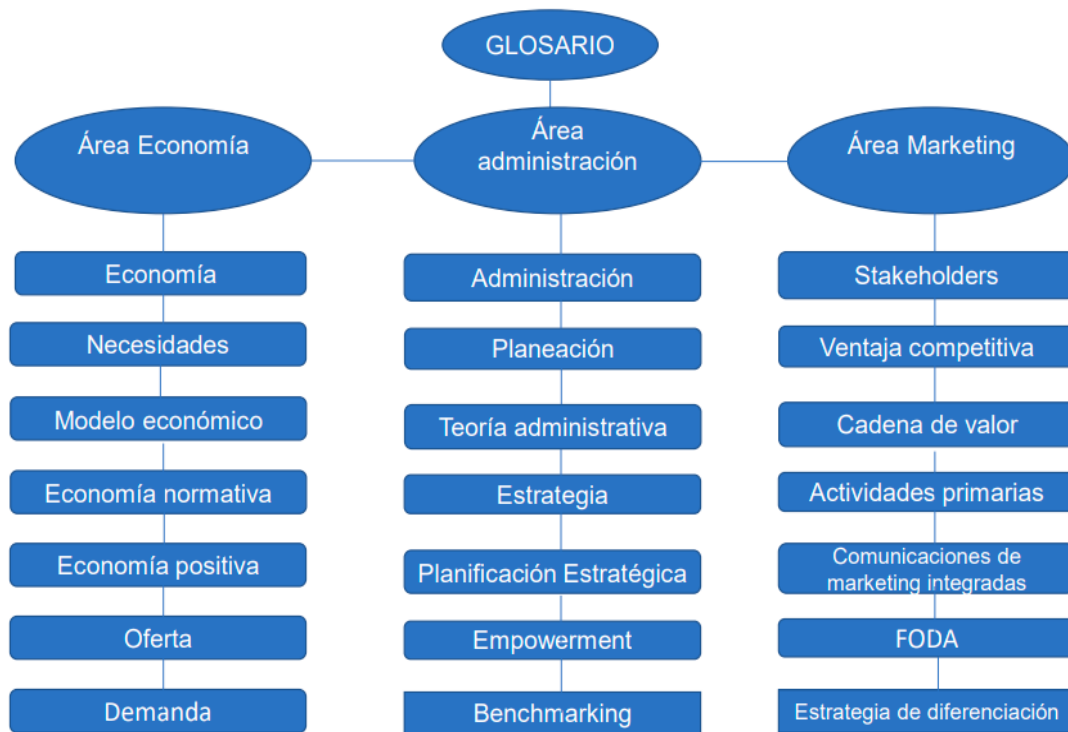 GLOSARIO
Área Economía
Área
administración
Área Marketing
Economía
Necesidades
Modelo económico
Economía normativa
Economía positiva
Oferta
Demanda
Administración
Planeación
Teoría administrativa
Estrategia
Planificación Estratégica
Empowerment
Benchmarking
Stakeholders
Ventaja competitiva
Cadena de valor
Actividades primarias
Comunicaciones de
marketing integradas
FODA
Estrategia de diferenciación